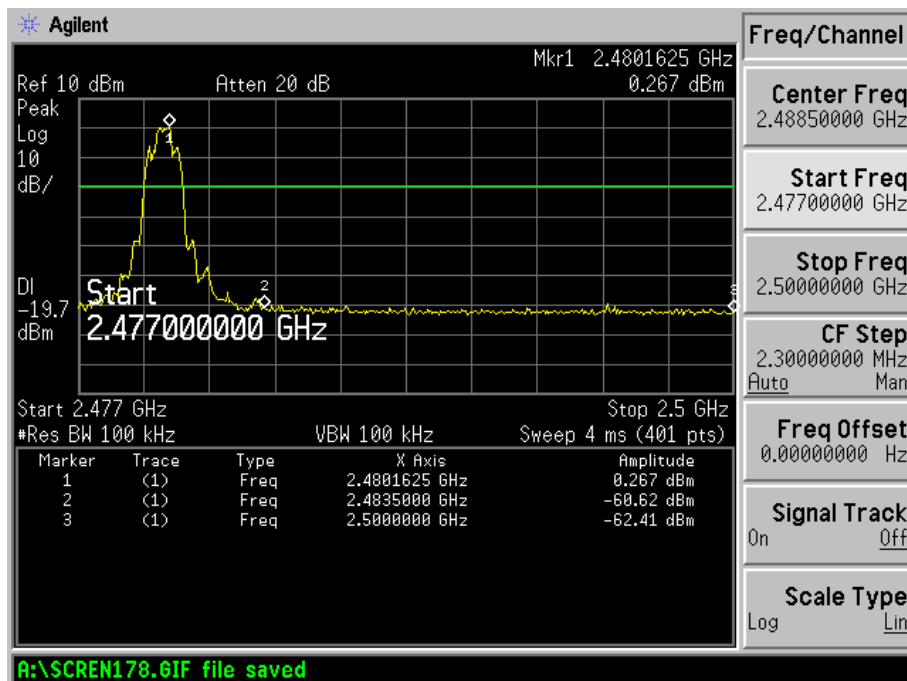 Agilent
Freq/Channel
Mkr1 2.4801625 GHz
Ref 10 dBm Atten 20 dB 0.267 dBm
Peak
Log
10
dB/
1
2
3
DI
-19.7
dBm
Start
2.477000000 GHz
Start 2.477 GHz Stop 2.5 GHz
#Res BW 100 kHz VBW 100 kHz Sweep 4 ms (401 pts)
Marker Trace Type X Axis Amplitude
1 (1) Freq 2.4801625 GHz 0.267 dBm
2 (1) Freq 2.4835000 GHz -60.62 dBm
3 (1) Freq 2.5000000 GHz -62.41 dBm
Center Freq
2.48850000 GHz
Start Freq
2.47700000 GHz
Stop Freq
2.50000000 GHz
CF Step
2.30000000 MHz
Auto Man
Freq Offset
0.00000000 Hz
Signal Track
On Off
Scale Type
Log Lin
A:\SCREN178.GIF file saved